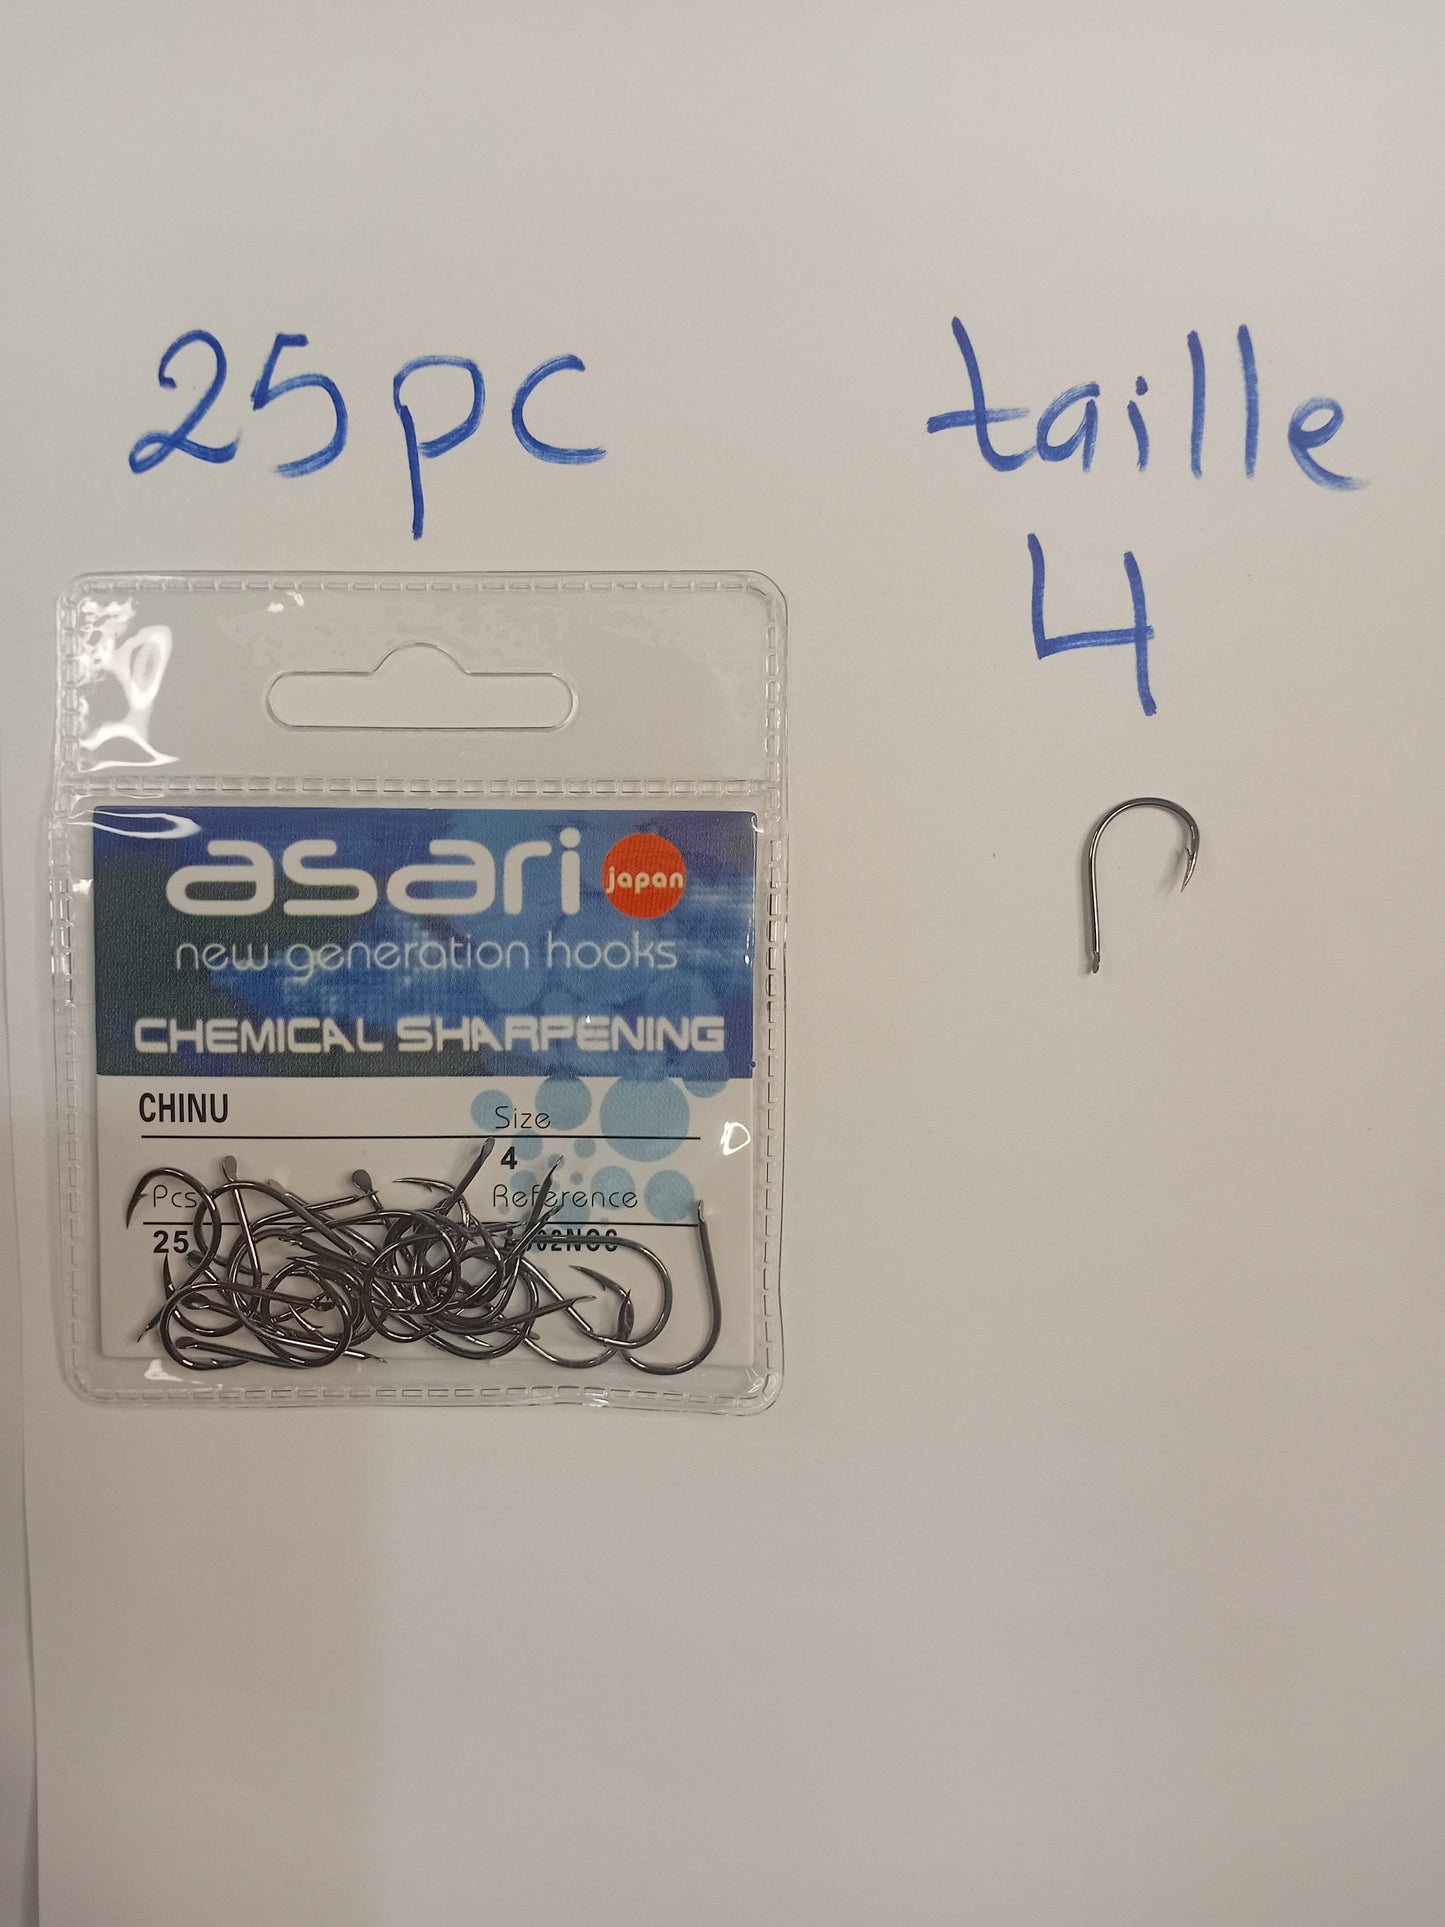 25pc
taille
4
asari japan
new generation hooks
CHEMICAL SHARPENING
CHINU
Size
4
Pcs
Reference
25